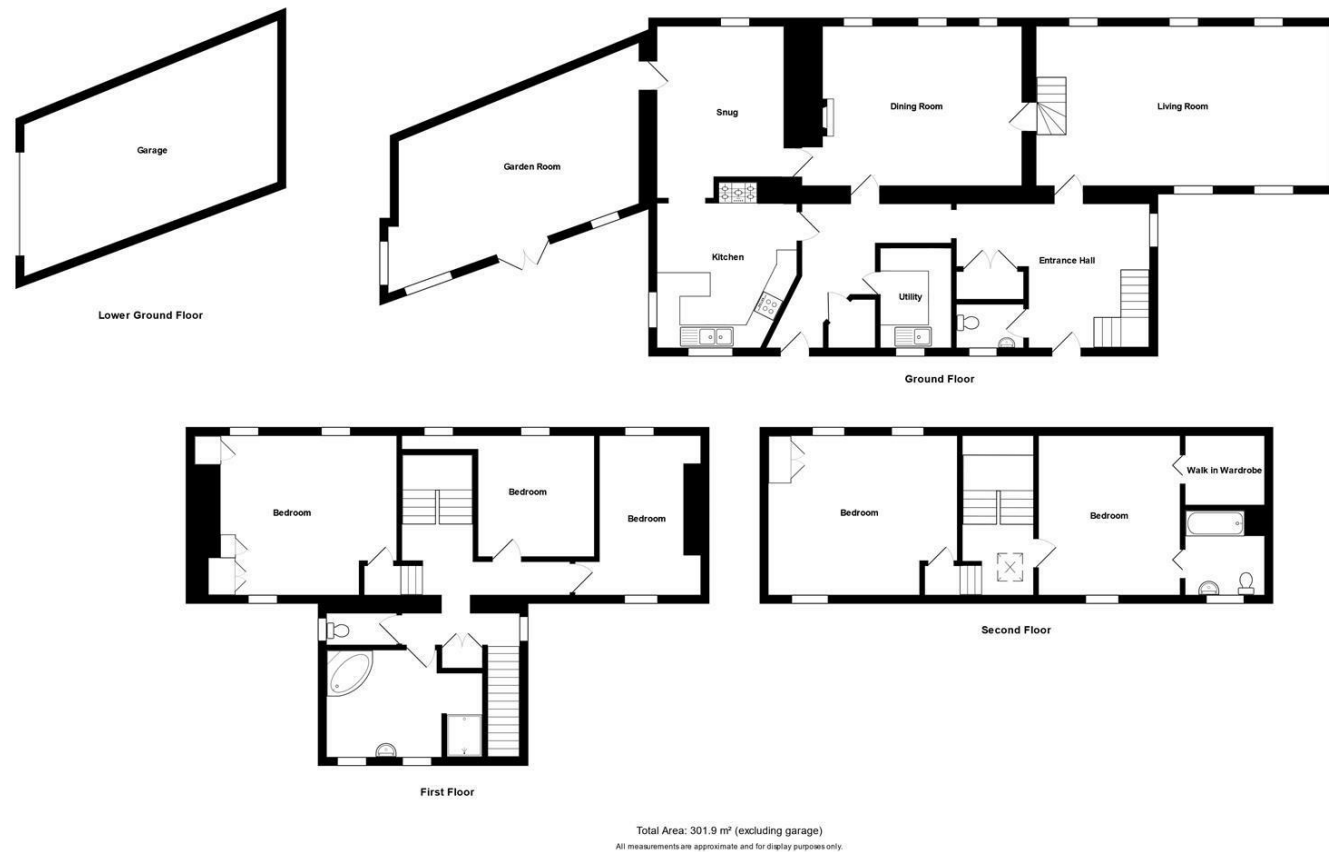 Garage
Lower Ground Floor
Snug
Dining Room
Living Room
Garden Room
Kitchen
Utility
Entrance Hall
Ground Floor
Bedroom
Bedroom
Bedroom
First Floor
Bedroom
Bedroom
Walk in Wardrobe
Second Floor
Total Area: 301.9 m² (excluding garage)
All measurements are approximate and for display purposes only.